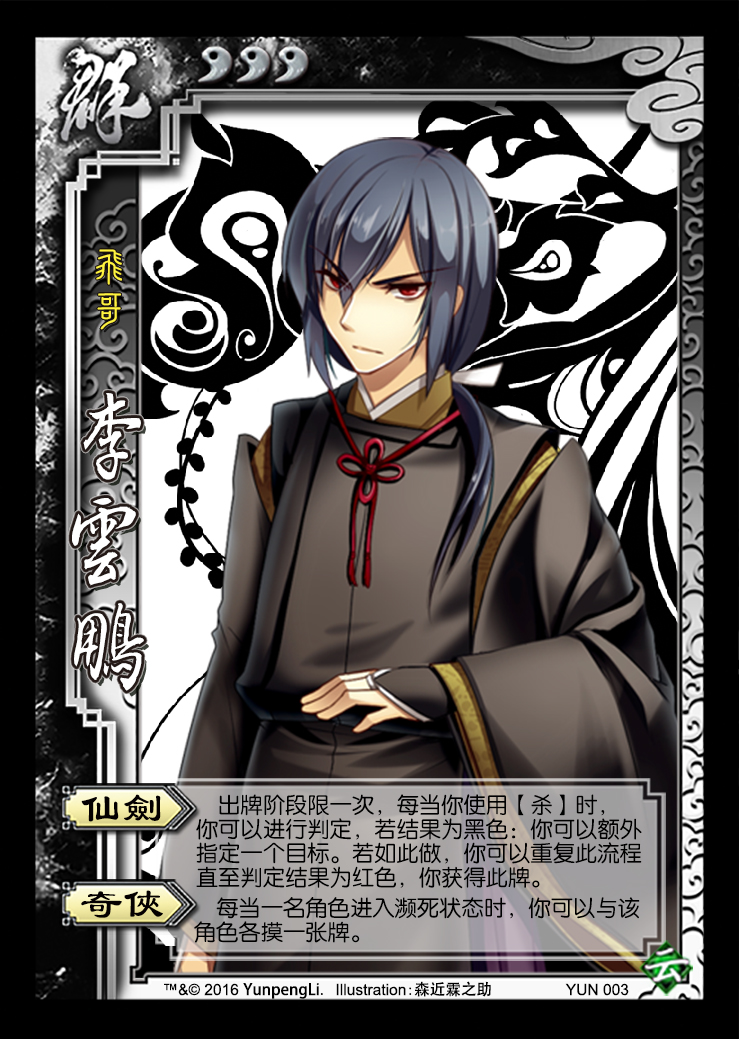 群
飛哥
李雲鵬
仙劍
出牌阶段限一次，每当你使用【杀】时，
你可以进行判定，若结果为黑色：你可以额外
指定一个目标。若如此做，你可以重复此流程
直至判定结果为红色，你获得此牌。
奇俠
每当一名角色进入濒死状态时，你可以与该
角色各摸一张牌。
云
™&© 2016 YunpengLi. Illustration：森近霖之助 YUN 003